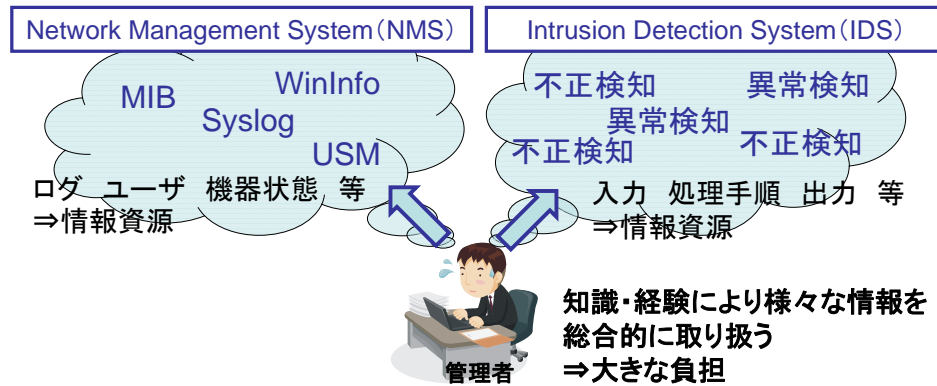 Network Management System（NMS）
Intrusion Detection System（IDS）
MIB
WinInfo
Syslog
USM
ログ　ユーザ　機器状態　等
⇒情報資源
不正検知
異常検知
異常検知
不正検知
不正検知
入力　処理手順　出力　等
⇒情報資源
管理者
知識・経験により様々な情報を
総合的に取り扱う
⇒大きな負担